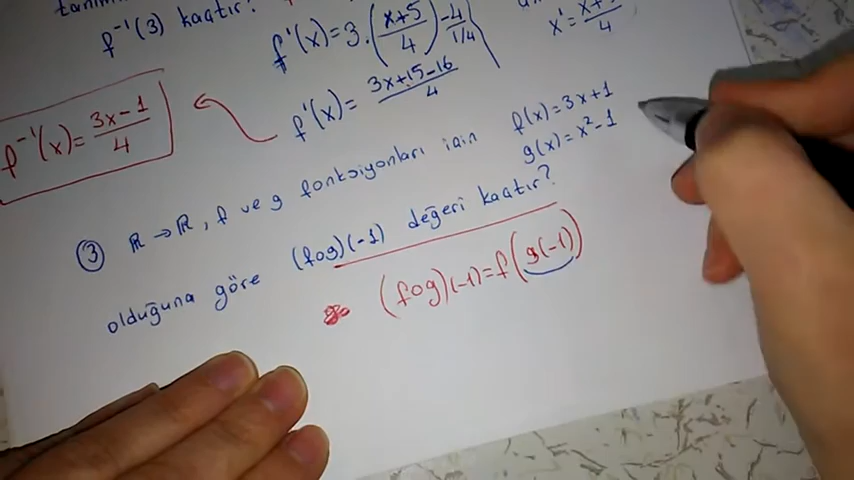 f⁻¹(3) kaçtır?
f'(x)=3.(x+5/4)-4/1/4
x'=
f'(x)=3x+15-16/4
f⁻¹(x)=3x-1/4
③ R→R, f ve g fonksiyonları için f(x)=3x+1
g(x)=x²-1
olduğuna göre (fog)(-1) değeri kaçtır?
(fog)(-1)=f(g(-1))